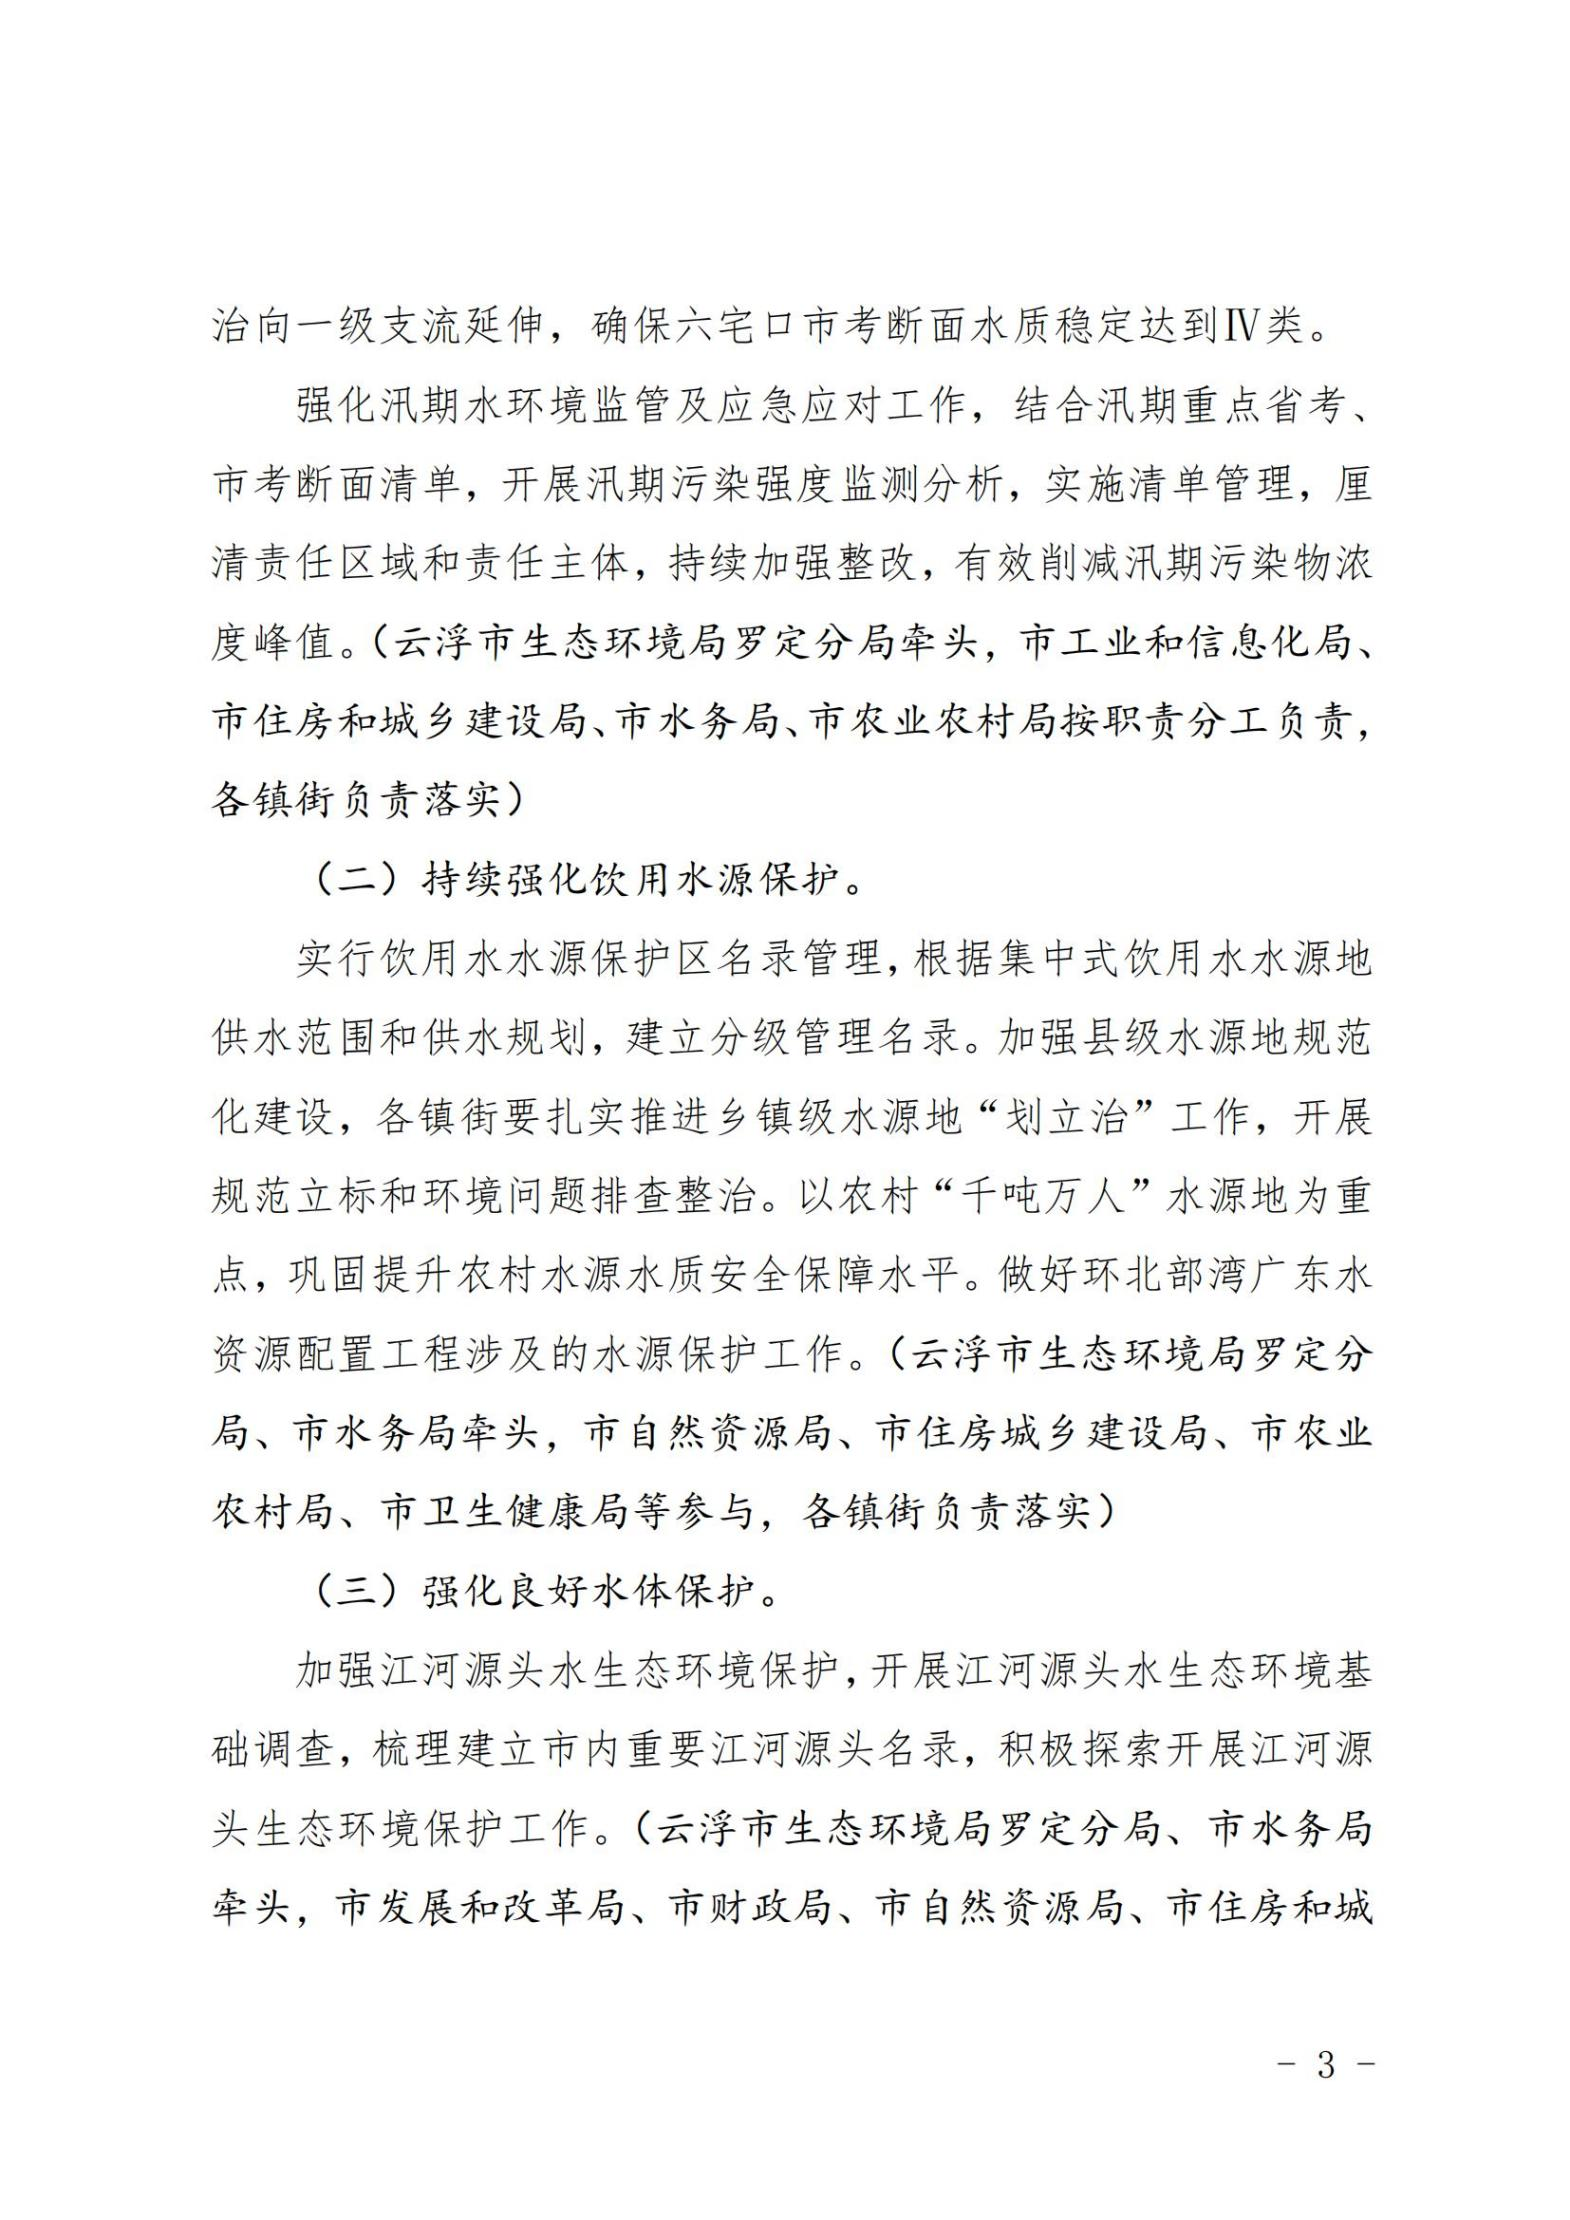 治向一级支流延伸，确保六宅口市考断面水质稳定达到Ⅳ类。
强化汛期水环境监管及应急应对工作，结合汛期重点省考、
市考断面清单，开展汛期污染强度监测分析，实施清单管理，厘
清责任区域和责任主体，持续加强整改，有效削减汛期污染物浓
度峰值。（云浮市生态环境局罗定分局牵头，市工业和信息化局、
市住房和城乡建设局、市水务局、市农业农村局按职责分工负责，
各镇街负责落实）
（二）持续强化饮用水源保护。
实行饮用水水源保护区名录管理，根据集中式饮用水水源地
供水范围和供水规划，建立分级管理名录。加强县级水源地规范
化建设，各镇街要扎实推进乡镇级水源地“划立治”工作，开展
规范立标和环境问题排查整治。以农村“千吨万人”水源地为重
点，巩固提升农村水源水质安全保障水平。做好环北部湾广东水
资源配置工程涉及的水源保护工作。（云浮市生态环境局罗定分
局、市水务局牵头，市自然资源局、市住房城乡建设局、市农业
农村局、市卫生健康局等参与，各镇街负责落实）
（三）强化良好水体保护。
加强江河源头水生态环境保护，开展江河源头水生态环境基
础调查，梳理建立市内重要江河源头名录，积极探索开展江河源
头生态环境保护工作。（云浮市生态环境局罗定分局、市水务局
牵头，市发展和改革局、市财政局、市自然资源局、市住房和城
- 3 -